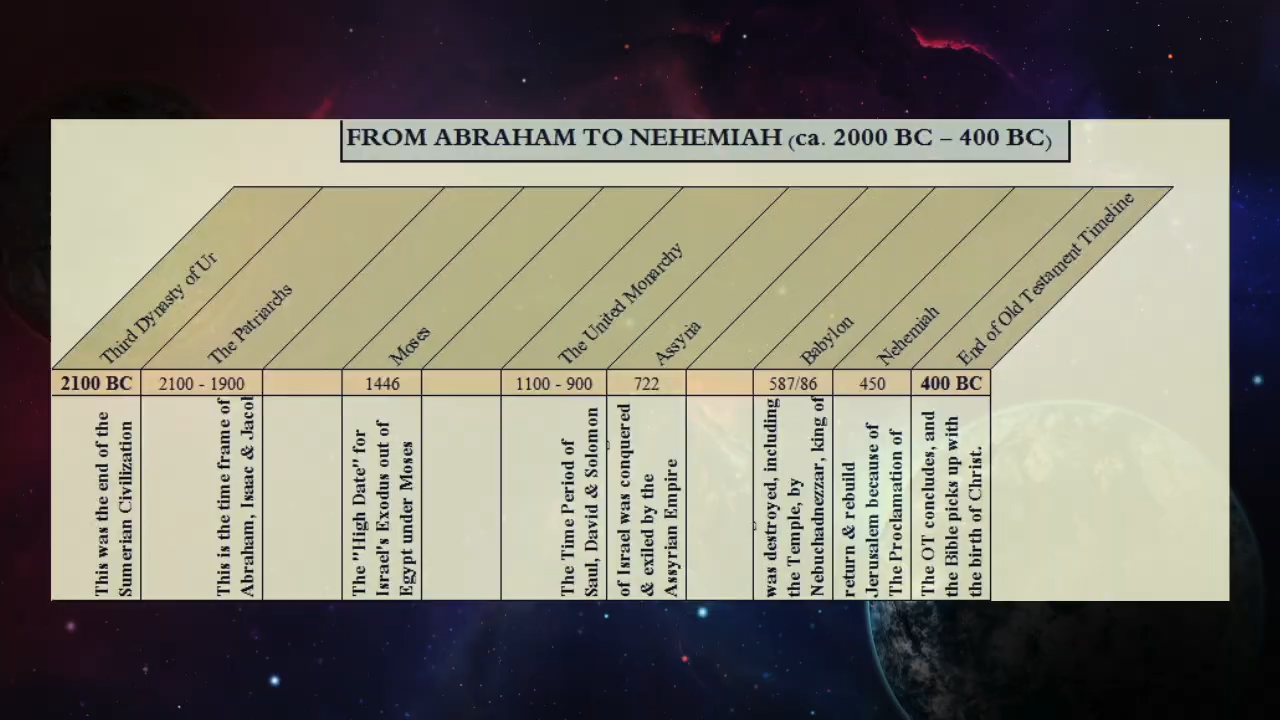 FROM ABRAHAM TO NEHEMIAH (ca. 2000 BC – 400 BC)
Third Dynasty of Ur
The Patriarchs
Moses
The United Monarchy
Assyria
Babylon
Nehemiah
End of Old Testament Timeline
2100 BC
2100 - 1900
1446
1100 - 900
722
587/86
450
400 BC
This was the end of the
Sumerian Civilization
This is the time frame of
Abraham, Isaac & Jacob
The "High Date" for
Israel's Exodus out of
Egypt under Moses
The Time Period of
Saul, David & Solomon
of Israel was conquered
& exiled by the
Assyrian Empire
was destroyed, including
the Temple, by
Nebuchadnezzar, king of
return & rebuild
Jerusalem because of
The Proclamation of
The OT concludes, and
the Bible picks up with
the birth of Christ.